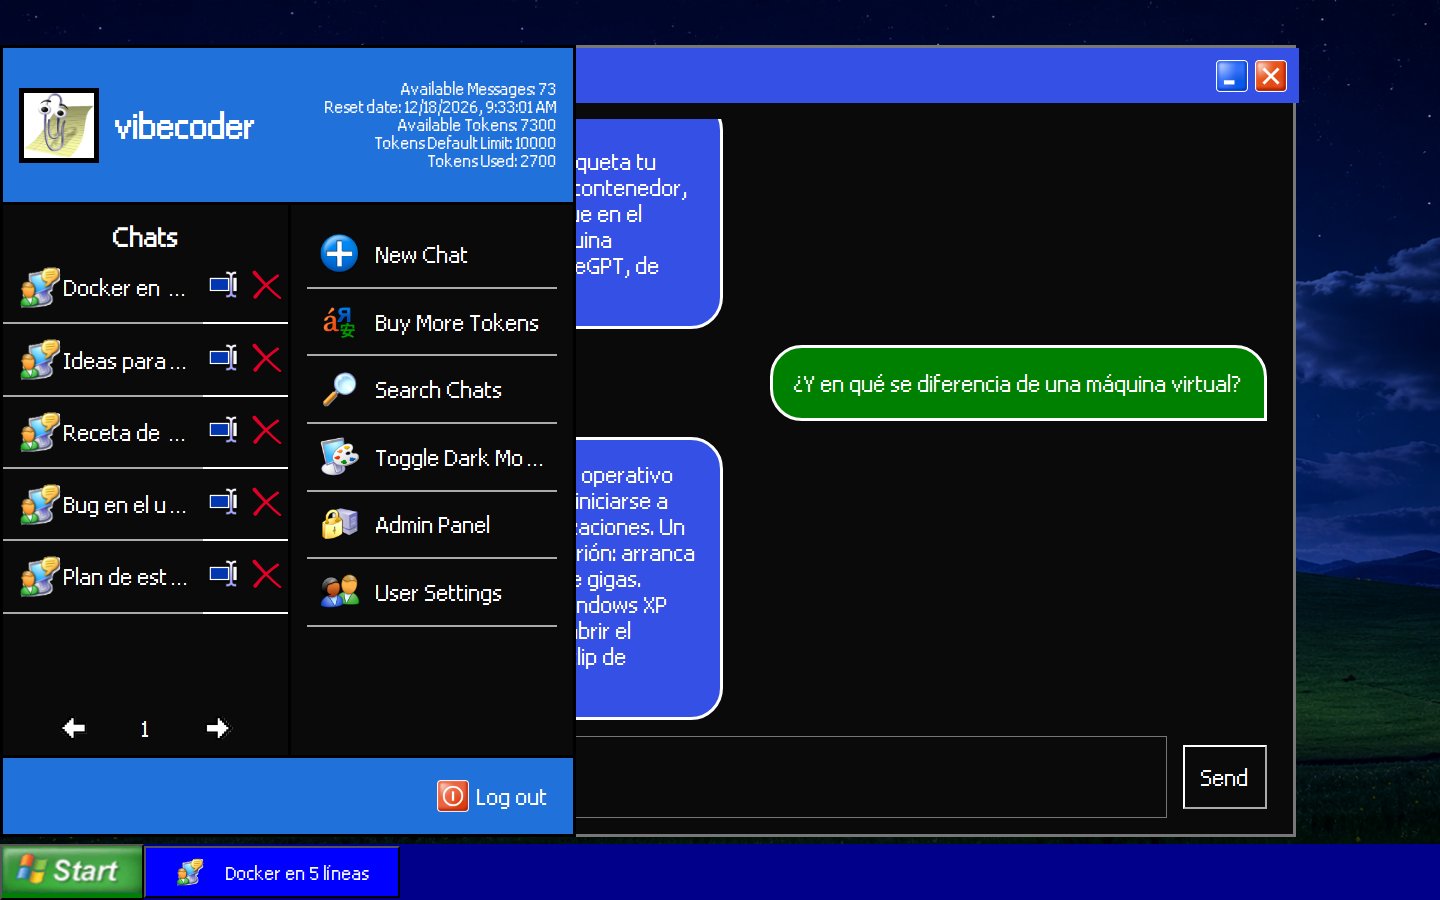 vibecoder
Available Messages: 73
Reset date: 12/18/2026, 9:33:01 AM
Available Tokens: 7300
Tokens Default Limit: 10000
Tokens Used: 2700
Chats
Docker en ...
Ideas para ...
Receta de ...
Bug en el u ...
Plan de est ...
1
New Chat
Buy More Tokens
Search Chats
Toggle Dark Mo ...
Admin Panel
User Settings
Log out
queta tu
contenedor,
ue en el
uina
eGPT, de
¿Y en qué se diferencia de una máquina virtual?
operativo
iniciarse a
zaciones. Un
rión: arranca
e gigas.
ndows XP
abrir el
lip de
Send
Start
Docker en 5 líneas